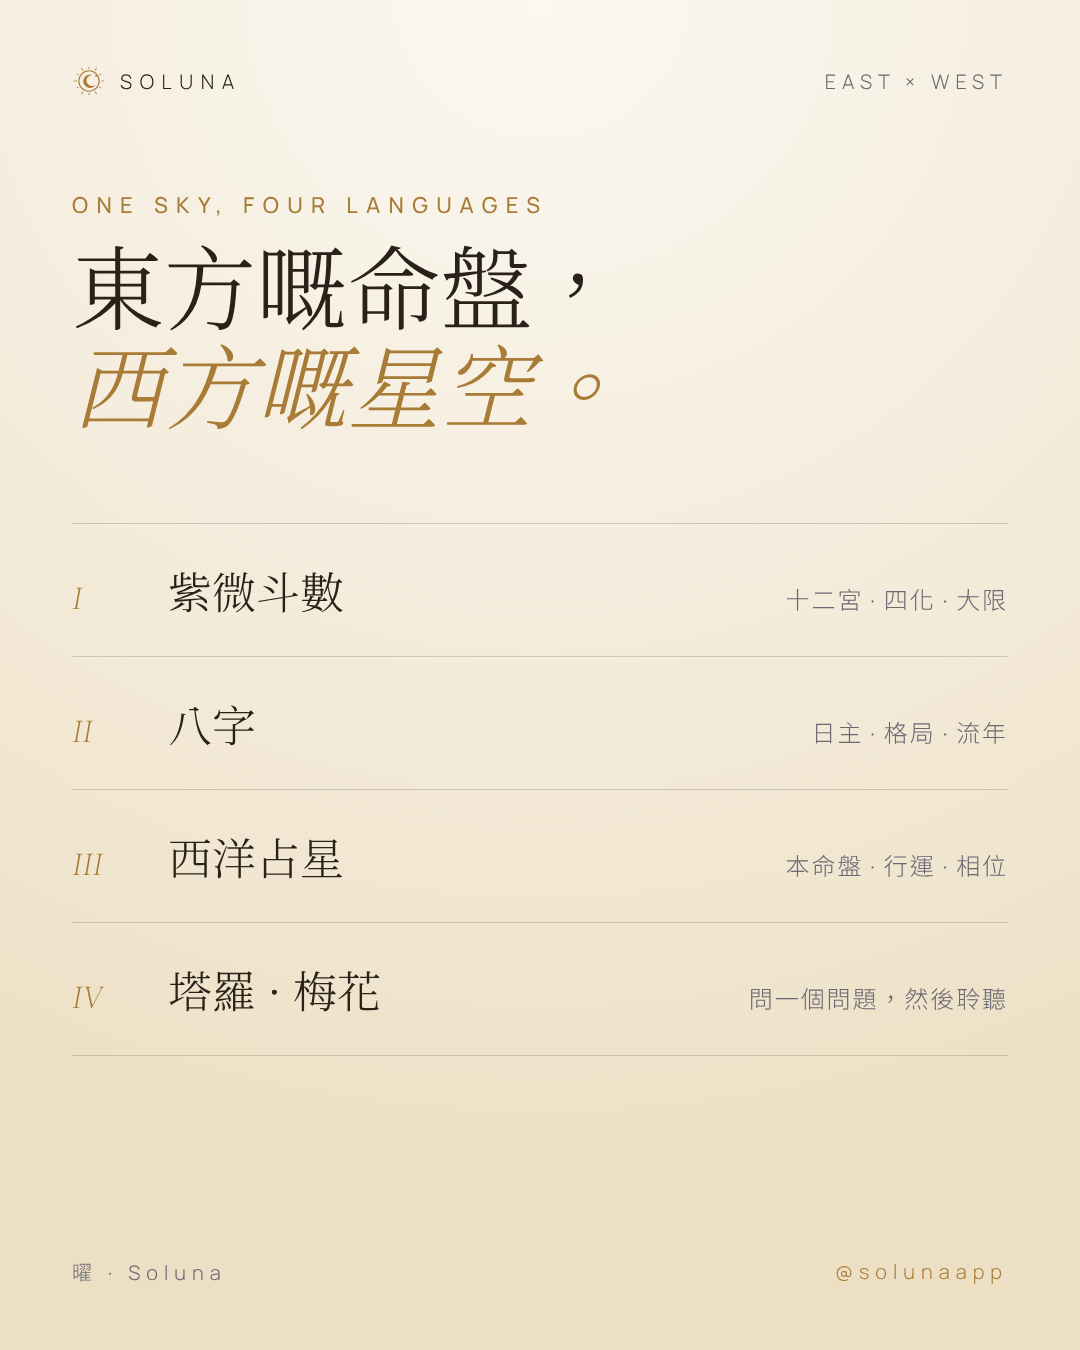 SOLUNA
EAST × WEST
ONE SKY, FOUR LANGUAGES
東方嘅命盤，
西方嘅星空。
I 紫微斗數 十二宮 · 四化 · 大限
II 八字 日主 · 格局 · 流年
III 西洋占星 本命盤 · 行運 · 相位
IV 塔羅 · 梅花 問一個問題，然後聆聽
曜 · Soluna
@solunaapp